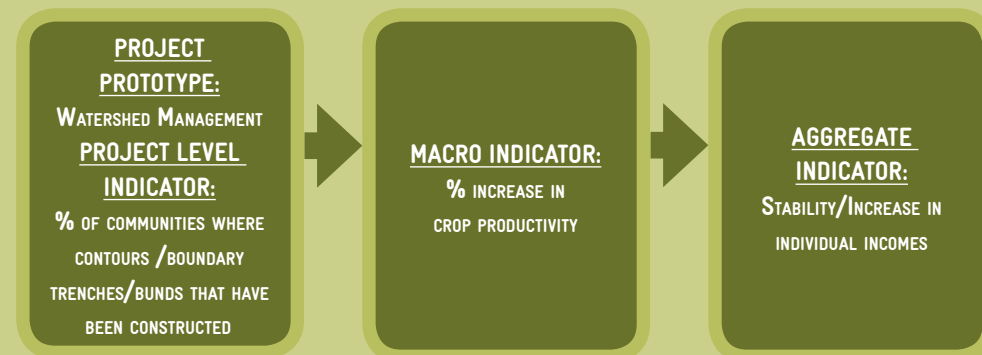 PROJECT
PROTOTYPE:
Watershed Management
PROJECT LEVEL
INDICATOR:
% of communities where
contours /boundary
trenches/bunds that have
been constructed
MACRO INDICATOR:
% increase in
crop productivity
AGGREGATE
INDICATOR:
Stability/Increase in
individual incomes